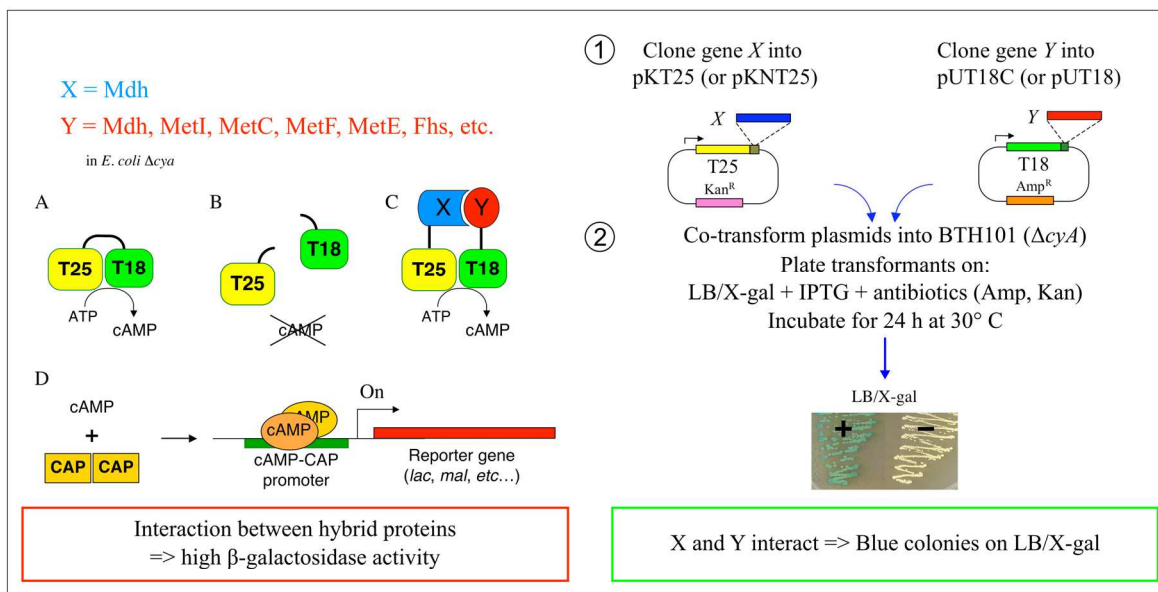 X = Mdh
Y = Mdh, MetI, MetC, MetF, MetE, Fhs, etc.
in E. coli Δcya
A
T25
T18
ATP
cAMP
B
T25
T18
cAMP
C
X
Y
T25
T18
ATP
cAMP
D
cAMP
+
CAP
CAP
On
AMP
cAMP
cAMP-CAP
promoter
Reporter gene
(lac, mal, etc…)
Interaction between hybrid proteins
=> high β-galactosidase activity
1
Clone gene X into
pKT25 (or pKNT25)
Clone gene Y into
pUT18C (or pUT18)
X
T25
KanR
Y
T18
AmpR
2
Co-transform plasmids into BTH101 (ΔcyA)
Plate transformants on:
LB/X-gal + IPTG + antibiotics (Amp, Kan)
Incubate for 24 h at 30° C
LB/X-gal
+
−
X and Y interact => Blue colonies on LB/X-gal